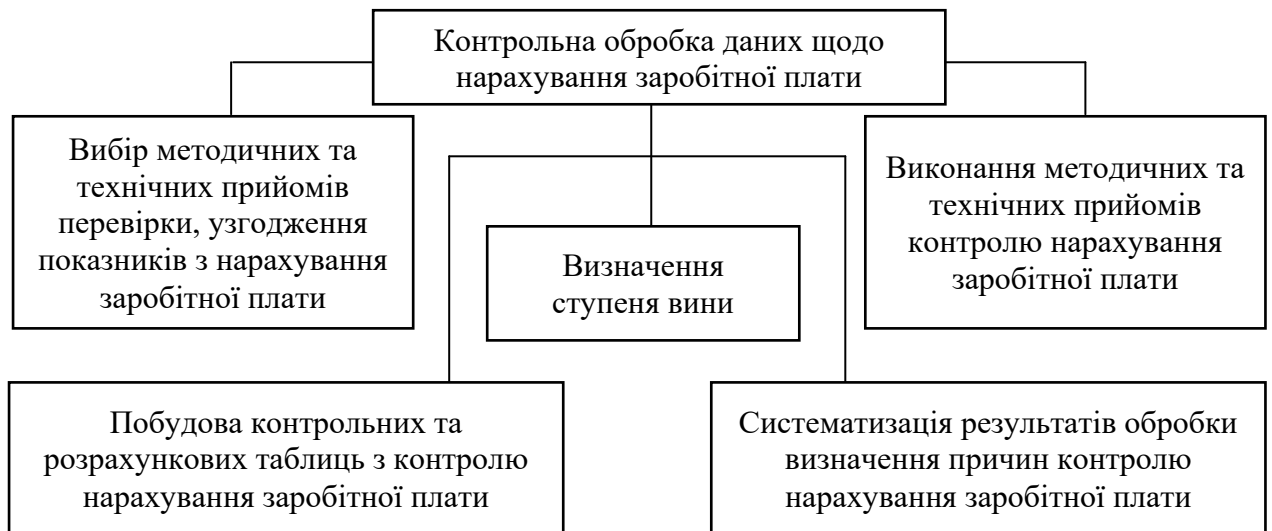 Контрольна обробка даних щодо
нарахування заробітної плати
Вибір методичних та
технічних прийомів
перевірки, узгодження
показників з нарахування
заробітної плати
Визначення
ступеня вини
Виконання методичних та
технічних прийомів
контролю нарахування
заробітної плати
Побудова контрольних та
розрахункових таблиць з контролю
нарахування заробітної плати
Систематизація результатів обробки
визначення причин контролю
нарахування заробітної плати